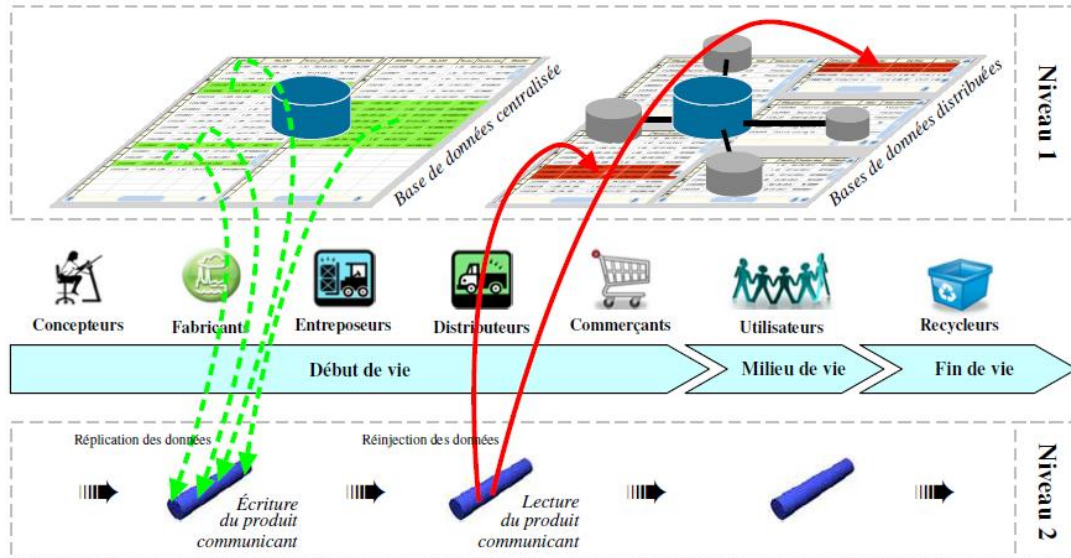 Base de données centralisée
Bases de données distribuées
Niveau 1
Concepteurs
Fabricants
Entreposeurs
Distributeurs
Commerçants
Utilisateurs
Recycleurs
Début de vie
Milieu de vie
Fin de vie
Réplication des données
Réinjection des données
Écriture
du produit
communicant
Lecture
du produit
communicant
Niveau 2